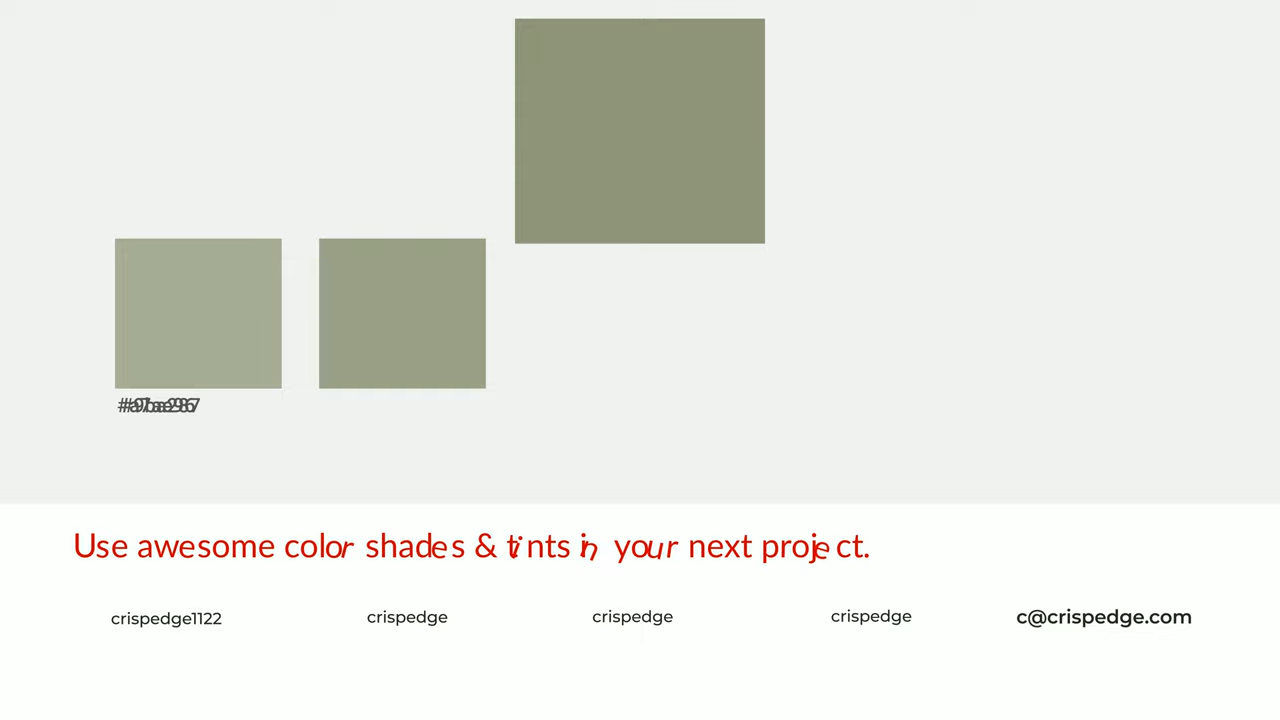 Use awesome color shades & tints in your next project.
crispedge1122 crispedge crispedge crispedge c@crispedge.com